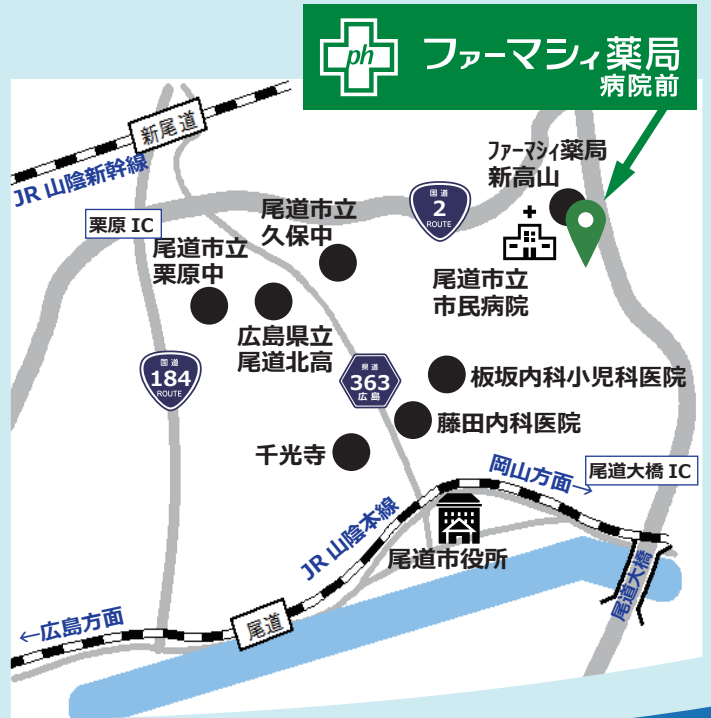 ph
ファーマシィ薬局
病院前
新尾道
JR 山陰新幹線
ファーマシィ薬局
新高山
国道
2
ROUTE
栗原 IC
尾道市立
久保中
尾道市立
栗原中
尾道市立
市民病院
広島県立
尾道北高
国道
184
ROUTE
県道
363
広島
板坂内科小児科医院
藤田内科医院
千光寺
岡山方面→
尾道大橋 IC
JR 山陰本線
尾道市役所
尾道大橋
←広島方面
尾道